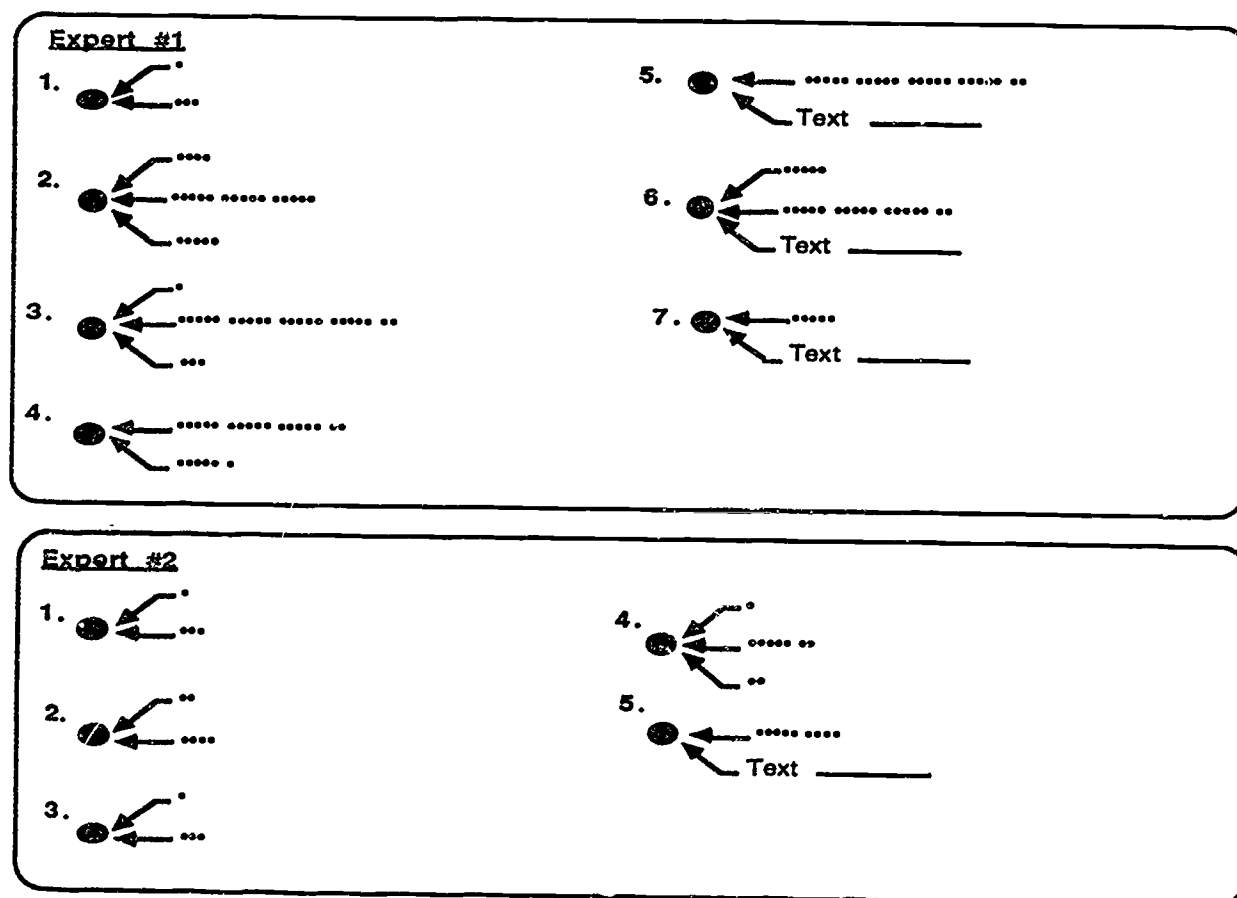 Expert #1
1.
2.
3.
4.
5.
Text
6.
Text
7.
Text
Expert #2
1.
2.
3.
4.
5.
Text